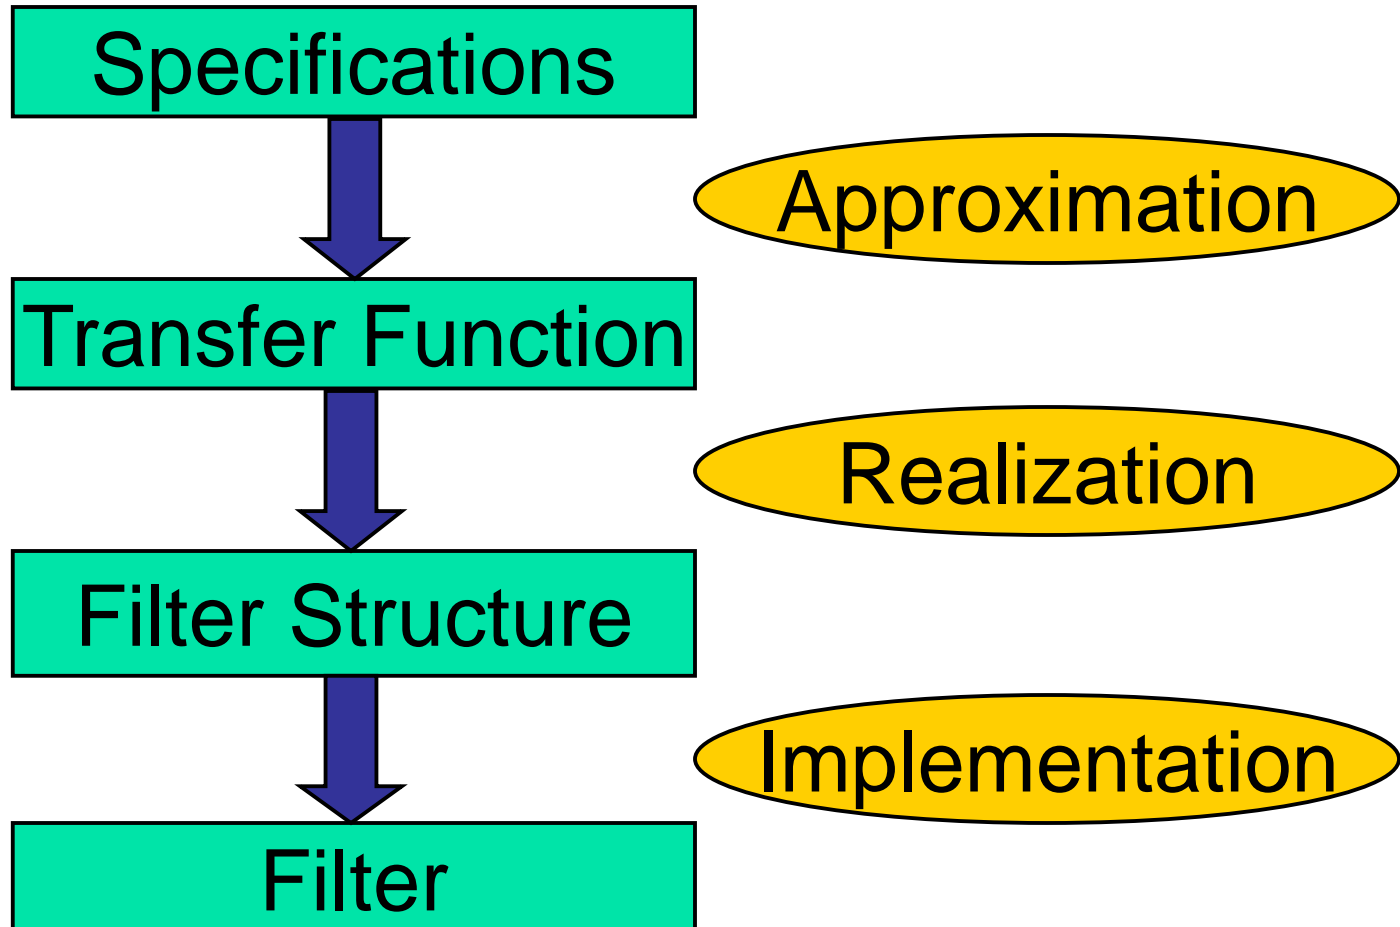 Specifications
Approximation
Transfer Function
Realization
Filter Structure
Implementation
Filter